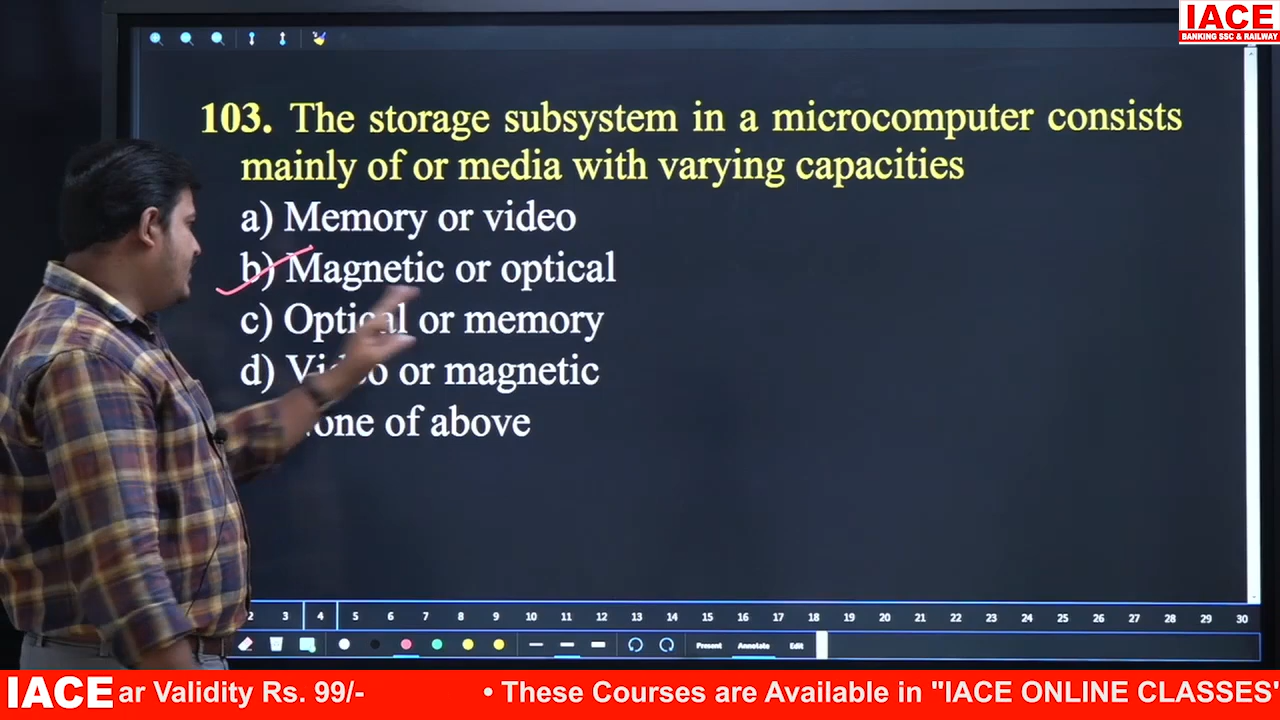 IACE
BANKING SSC & RAILWAY
103. The storage subsystem in a microcomputer consists
mainly of or media with varying capacities
a) Memory or video
b) Magnetic or optical
c) Optical or memory
d) Video or magnetic
None of above
2 3 4 5 6 7 8 9 10 11 12 13 14 15 16 17 18 19 20 21 22 23 24 25 26 27 28 29 30
Present Annotate Edit
IACE ar Validity Rs. 99/- • These Courses are Available in "IACE ONLINE CLASSES"